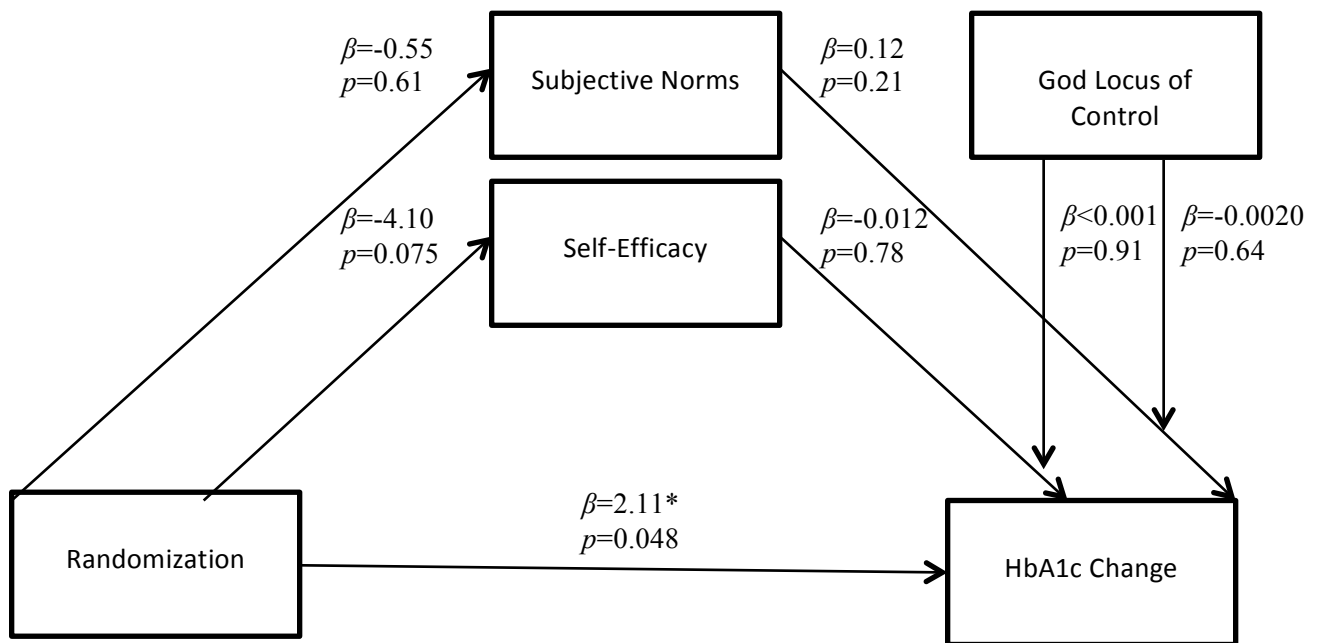 β=-0.55
p=0.61
Subjective Norms
β=0.12
p=0.21
God Locus of
Control
β=-4.10
p=0.075
Self-Efficacy
β=-0.012
p=0.78
β<0.001
p=0.91
β=-0.0020
p=0.64
Randomization
β=2.11*
p=0.048
HbA1c Change